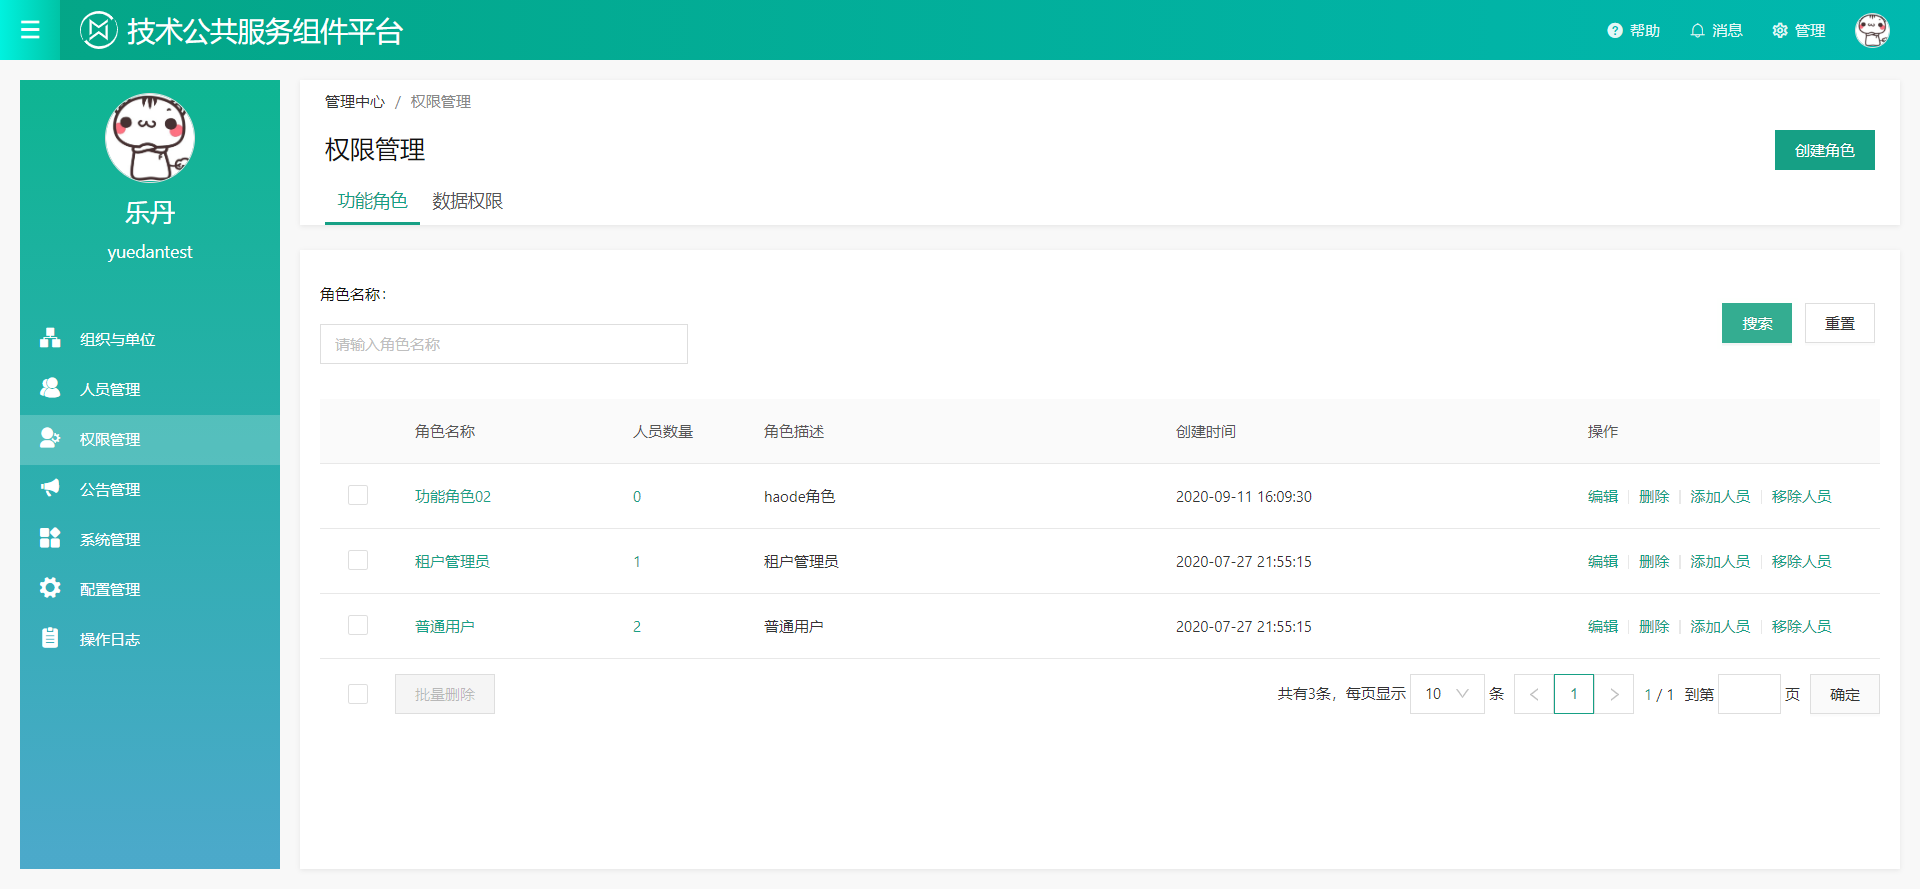 技术公共服务组件平台
帮助 消息 管理
乐丹
yuedantest
组织与单位
人员管理
权限管理
公告管理
系统管理
配置管理
操作日志
管理中心 / 权限管理
权限管理
创建角色
功能角色 数据权限
角色名称:
请输入角色名称
搜索 重置
角色名称 人员数量 角色描述 创建时间 操作
功能角色02 0 haode角色 2020-09-11 16:09:30 编辑 删除 添加人员 移除人员
租户管理员 1 租户管理员 2020-07-27 21:55:15 编辑 删除 添加人员 移除人员
普通用户 2 普通用户 2020-07-27 21:55:15 编辑 删除 添加人员 移除人员
批量删除 共有3条，每页显示 10 条 < 1 > 1 / 1 到第 页 确定